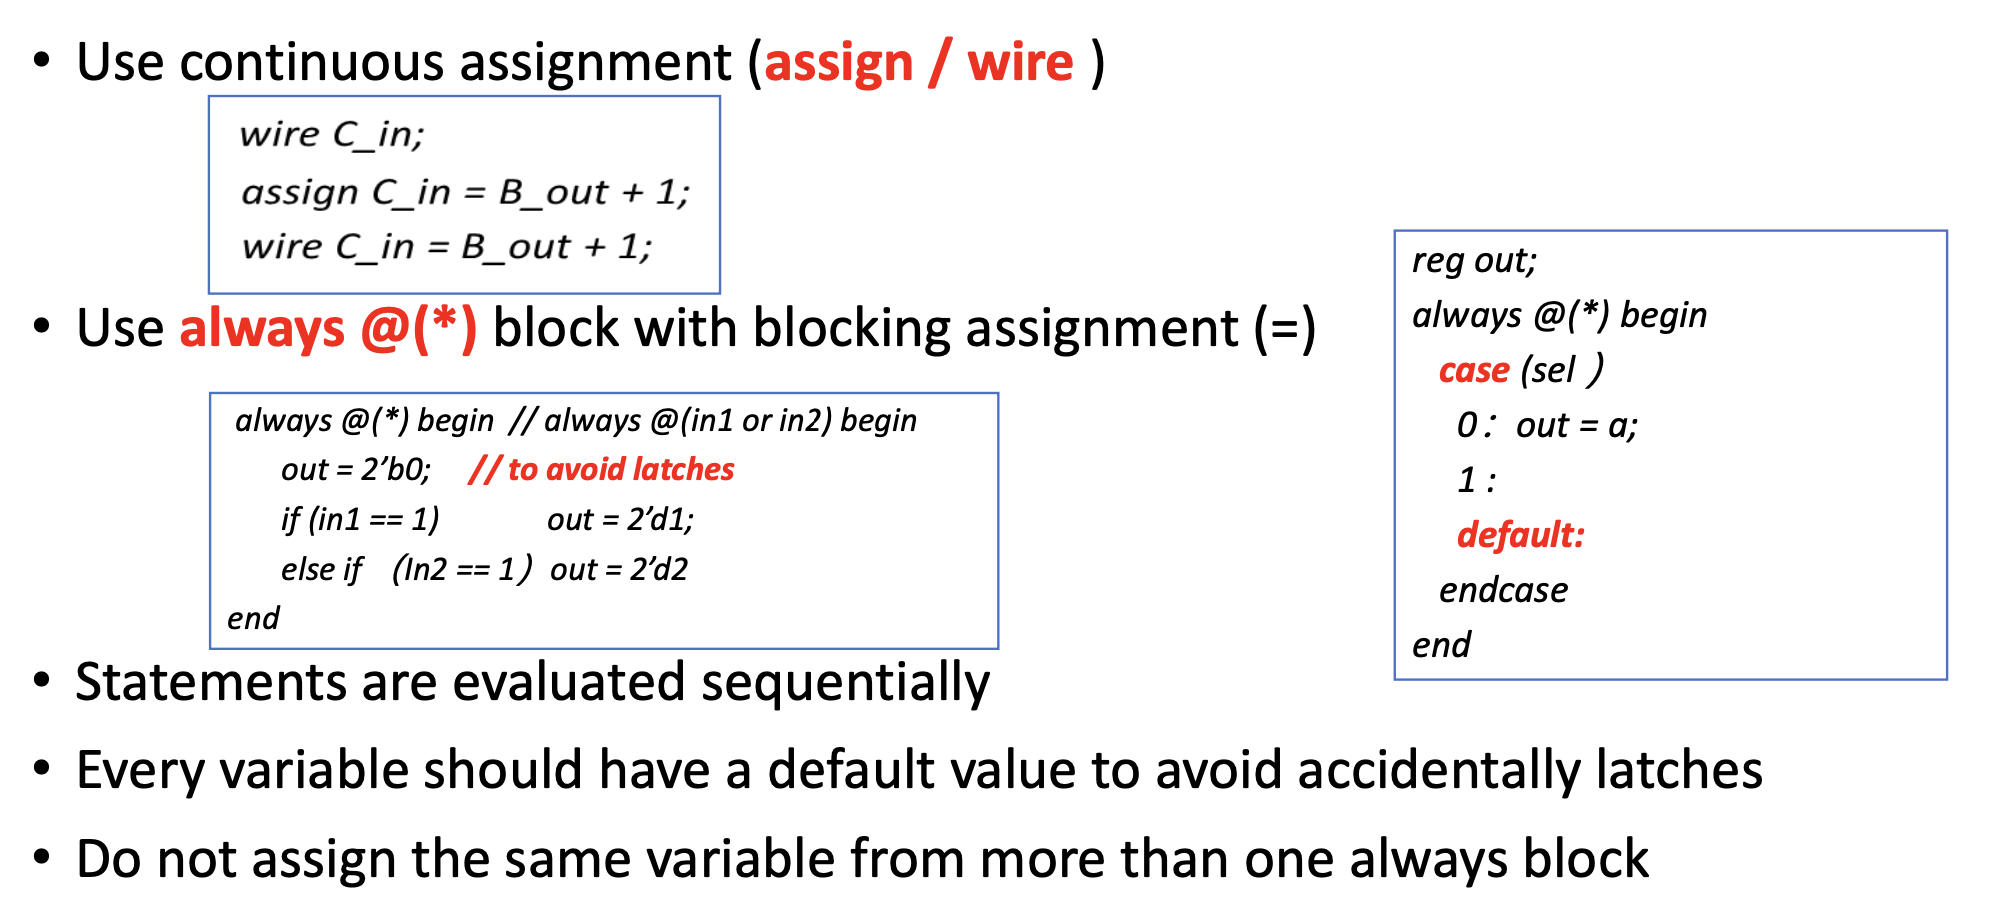 • Use continuous assignment (assign / wire )
wire C_in;
assign C_in = B_out + 1;
wire C_in = B_out + 1;
• Use always @(*) block with blocking assignment (=)
always @(*) begin // always @(in1 or in2) begin
out = 2’b0; // to avoid latches
if (in1 == 1) out = 2’d1;
else if (In2 == 1) out = 2’d2
end
reg out;
always @(*) begin
case (sel )
0: out = a;
1 :
default:
endcase
end
• Statements are evaluated sequentially
• Every variable should have a default value to avoid accidentally latches
• Do not assign the same variable from more than one always block